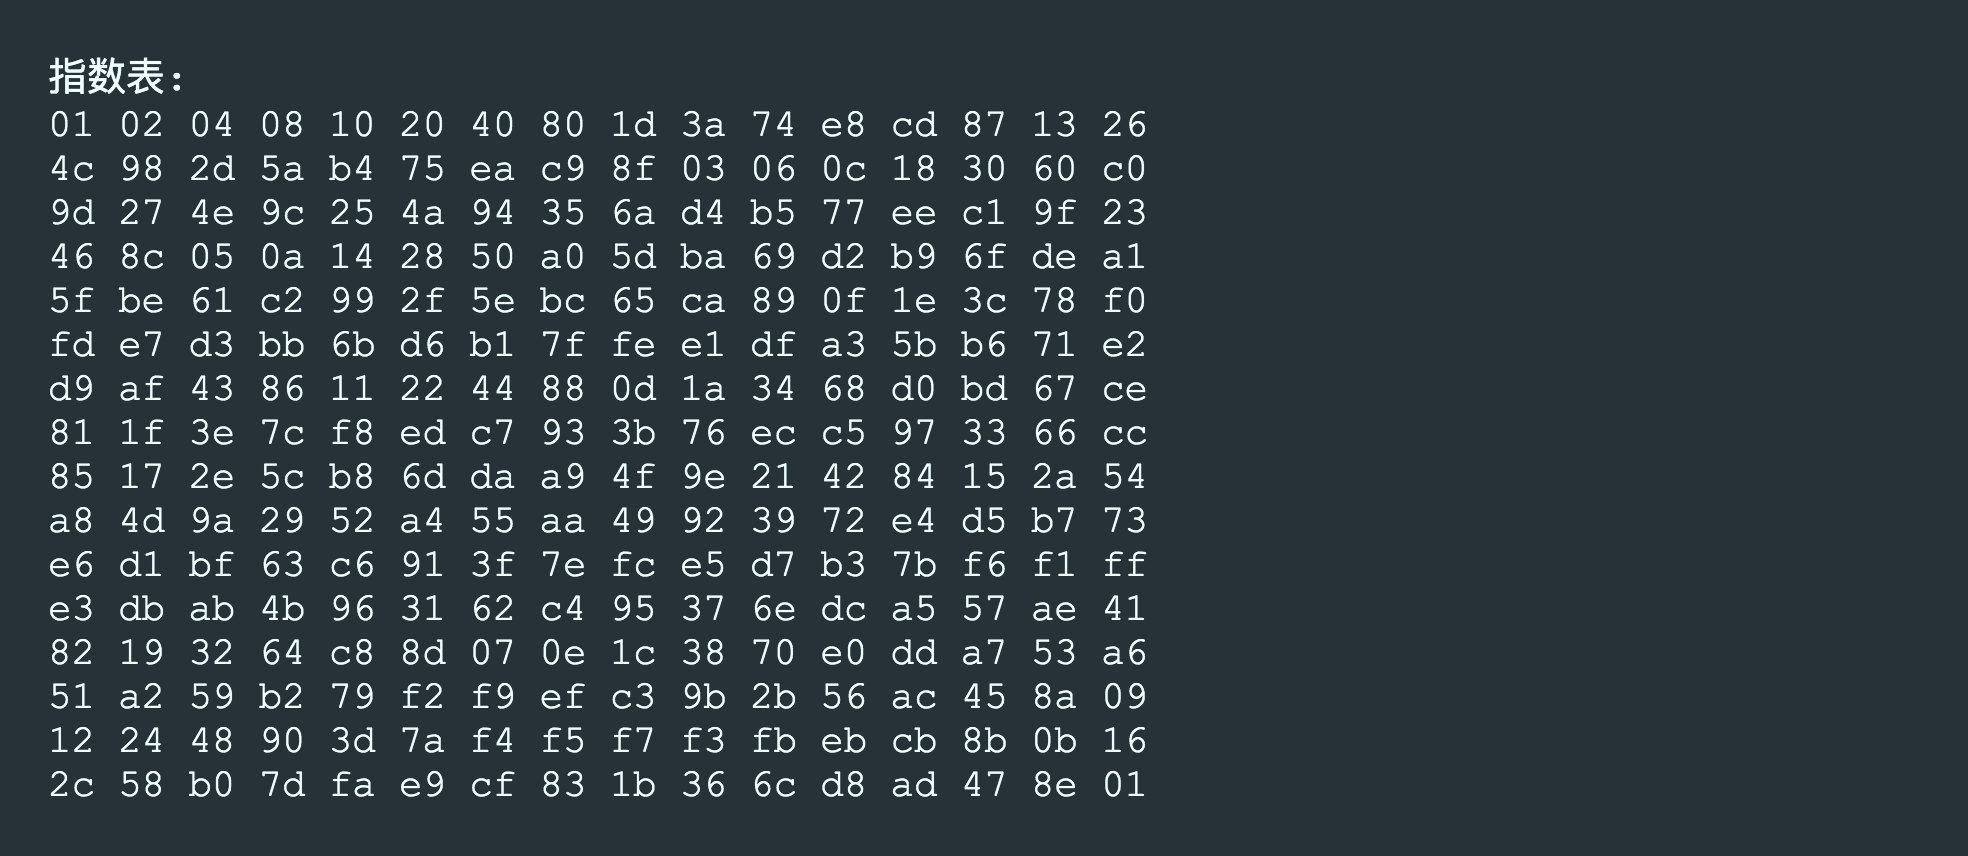 指数表:
01 02 04 08 10 20 40 80 1d 3a 74 e8 cd 87 13 26
4c 98 2d 5a b4 75 ea c9 8f 03 06 0c 18 30 60 c0
9d 27 4e 9c 25 4a 94 35 6a d4 b5 77 ee c1 9f 23
46 8c 05 0a 14 28 50 a0 5d ba 69 d2 b9 6f de a1
5f be 61 c2 99 2f 5e bc 65 ca 89 0f 1e 3c 78 f0
fd e7 d3 bb 6b d6 b1 7f fe e1 df a3 5b b6 71 e2
d9 af 43 86 11 22 44 88 0d 1a 34 68 d0 bd 67 ce
81 1f 3e 7c f8 ed c7 93 3b 76 ec c5 97 33 66 cc
85 17 2e 5c b8 6d da a9 4f 9e 21 42 84 15 2a 54
a8 4d 9a 29 52 a4 55 aa 49 92 39 72 e4 d5 b7 73
e6 d1 bf 63 c6 91 3f 7e fc e5 d7 b3 7b f6 f1 ff
e3 db ab 4b 96 31 62 c4 95 37 6e dc a5 57 ae 41
82 19 32 64 c8 8d 07 0e 1c 38 70 e0 dd a7 53 a6
51 a2 59 b2 79 f2 f9 ef c3 9b 2b 56 ac 45 8a 09
12 24 48 90 3d 7a f4 f5 f7 f3 fb eb cb 8b 0b 16
2c 58 b0 7d fa e9 cf 83 1b 36 6c d8 ad 47 8e 01